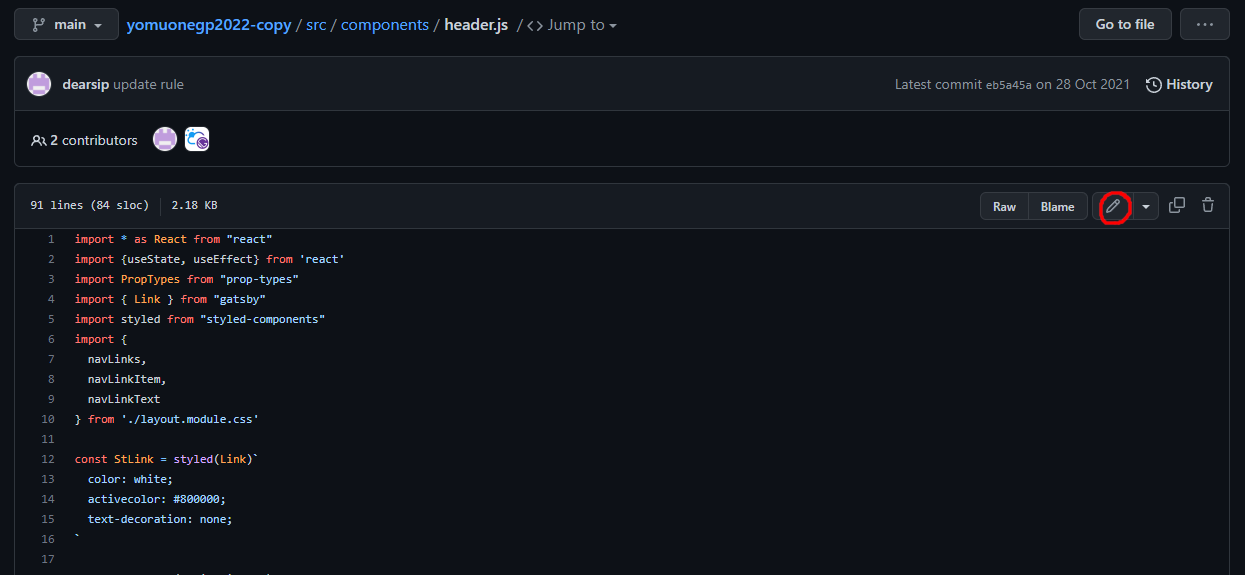 main yomuonegp2022-copy / src / components / header.js / <> Jump to Go to file ...
dearsip update rule Latest commit eb5a45a on 28 Oct 2021 History
2 contributors
91 lines (84 sloc) 2.18 KB Raw Blame
1 import * as React from "react"
2 import {useState, useEffect} from 'react'
3 import PropTypes from "prop-types"
4 import { Link } from "gatsby"
5 import styled from "styled-components"
6 import {
7 navLinks,
8 navLinkItem,
9 navLinkText
10 } from './layout.module.css'
11
12 const StLink = styled(Link)`
13 color: white;
14 activecolor: #800000;
15 text-decoration: none;
16 `
17